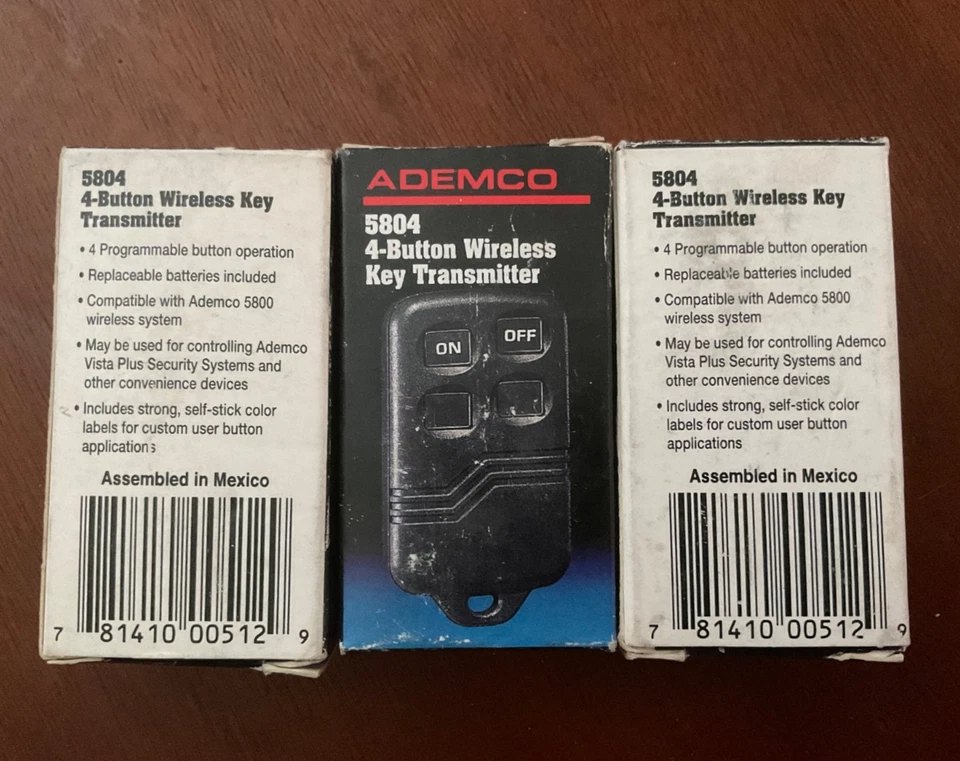 5804
4-Button Wireless Key
Transmitter
• 4 Programmable button operation
• Replaceable batteries included
• Compatible with Ademco 5800
wireless system
• May be used for controlling Ademco
Vista Plus Security Systems and
other convenience devices
• Includes strong, self-stick color
labels for custom user button
applications
Assembled in Mexico
7 81410 00512 9
ADEMCO
5804
4-Button Wireless
Key Transmitter
ON OFF
5804
4-Button Wireless Key
Transmitter
• 4 Programmable button operation
• Replaceable batteries included
• Compatible with Ademco 5800
wireless system
• May be used for controlling Ademco
Vista Plus Security Systems and
other convenience devices
• Includes strong, self-stick color
labels for custom user button
applications
Assembled in Mexico
7 81410 00512 9